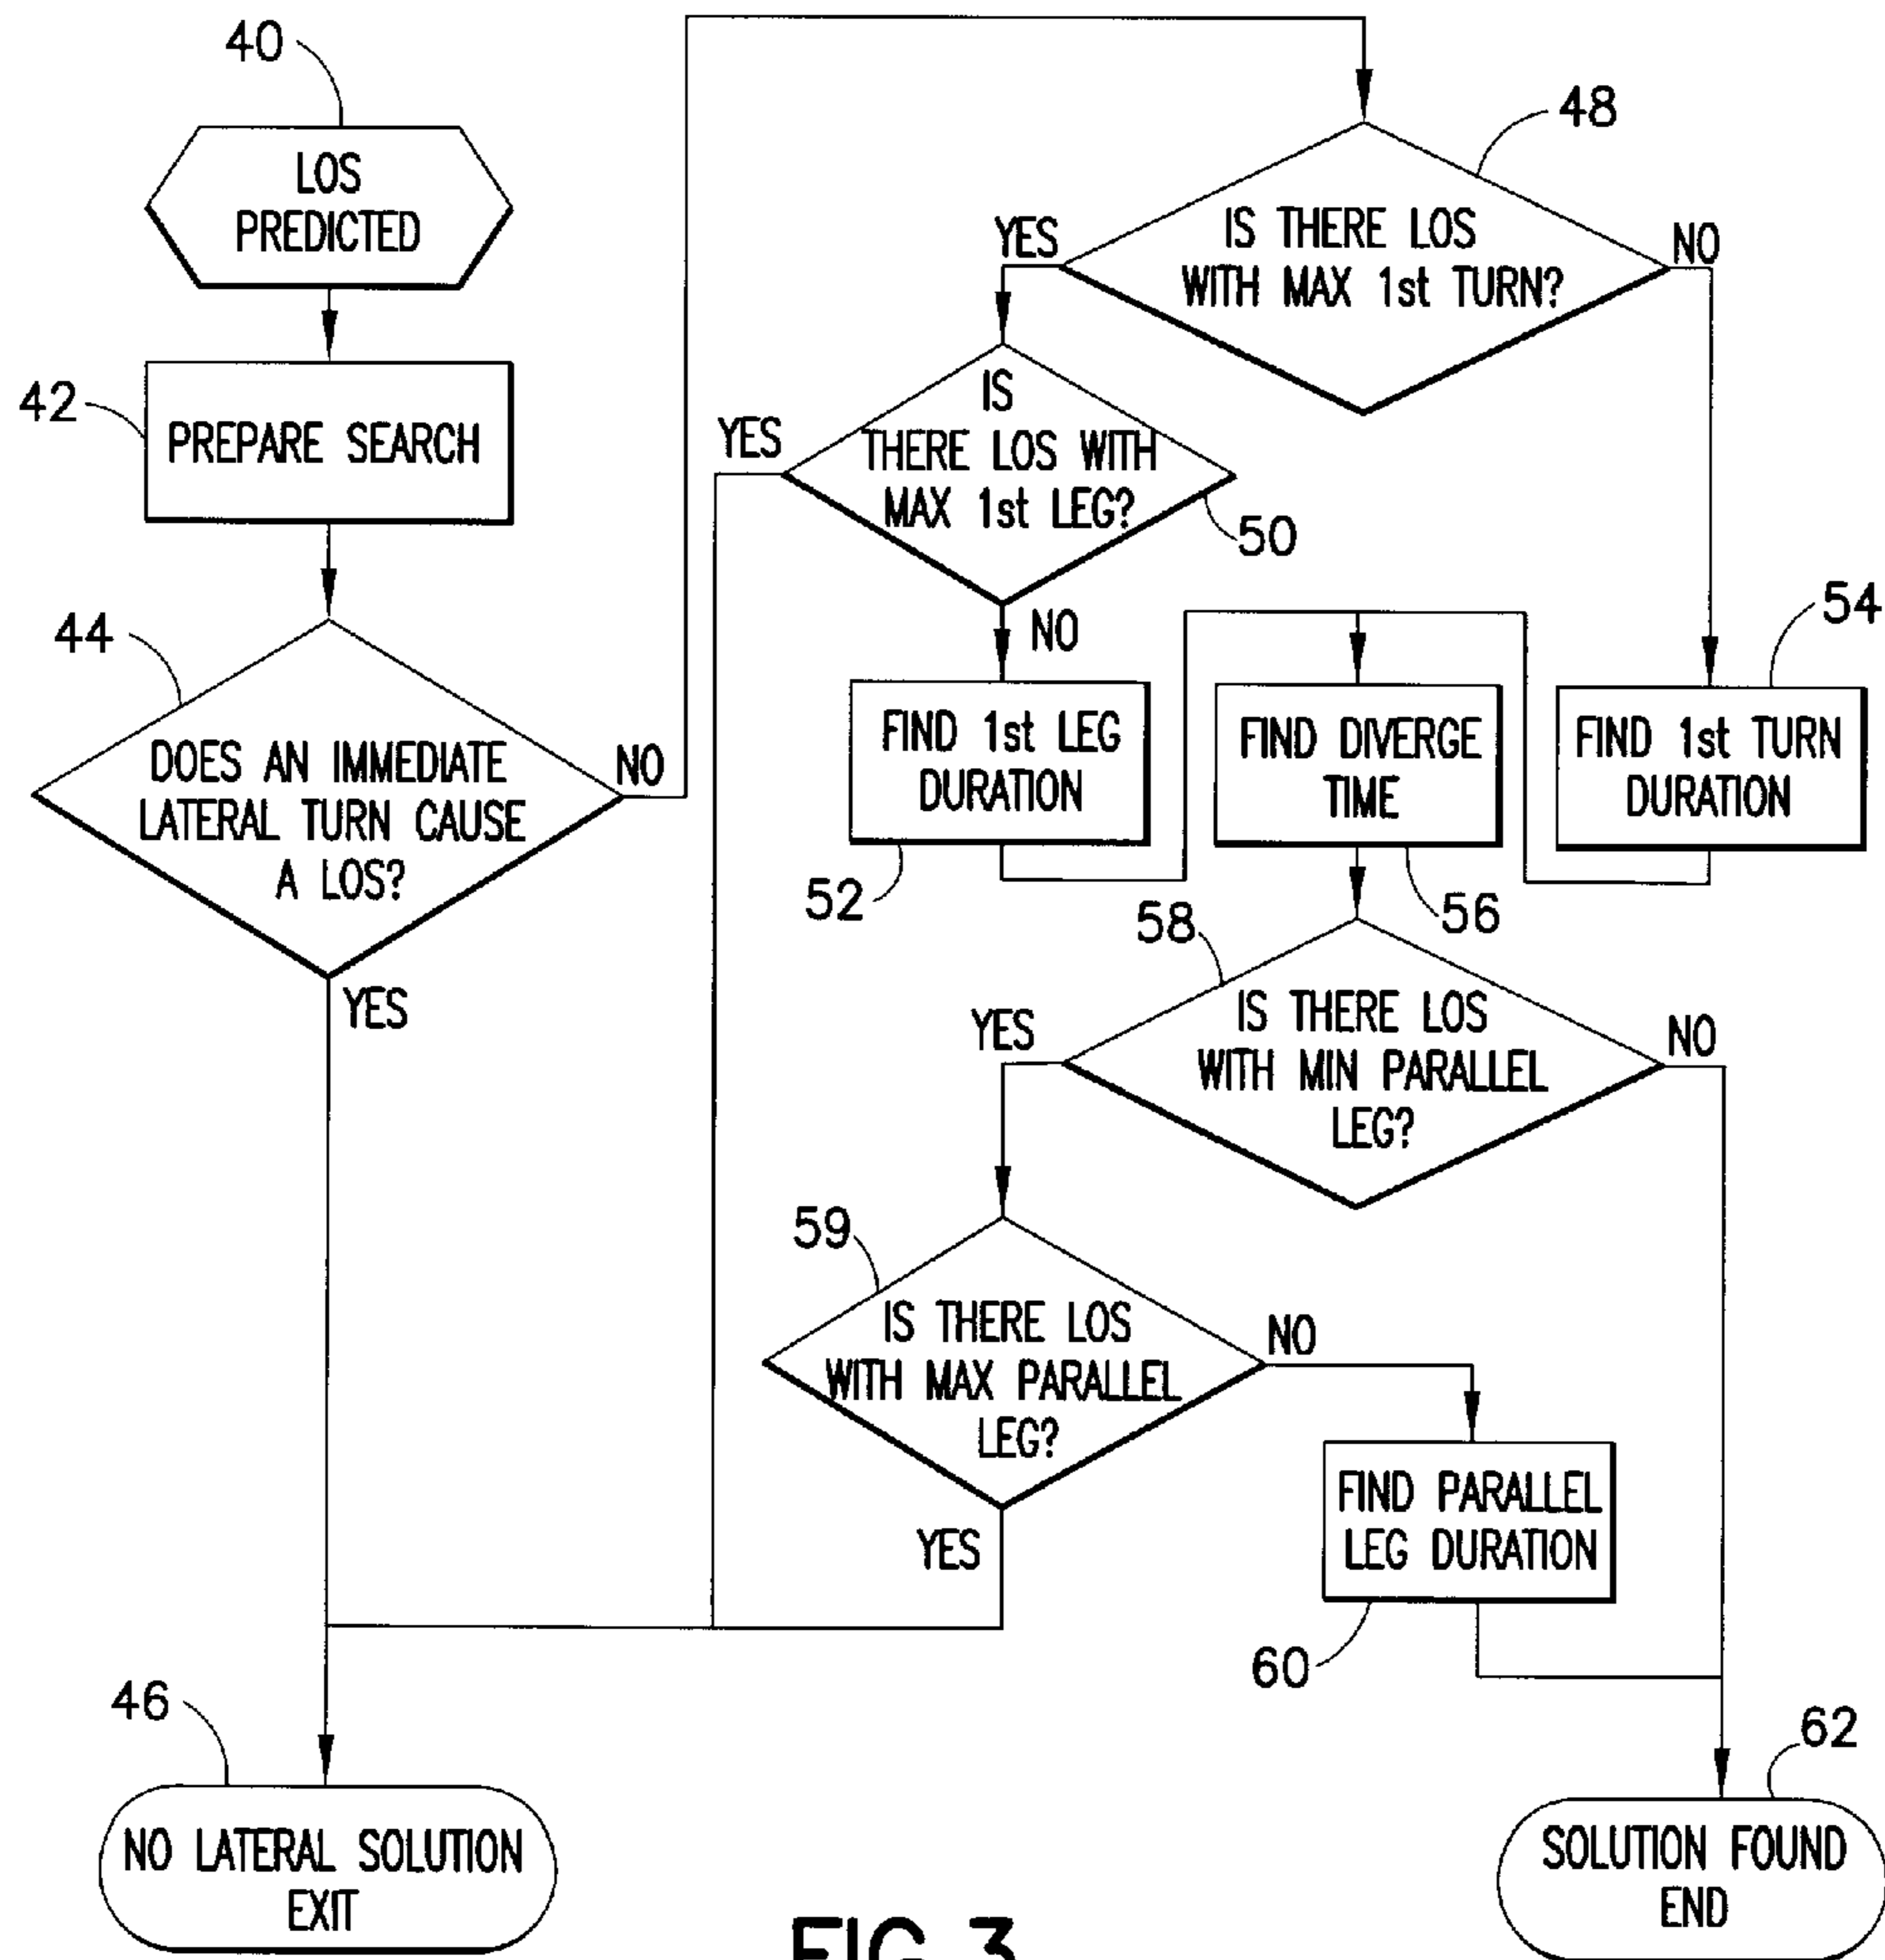 40
LOS
PREDICTED
42
PREPARE SEARCH
44
DOES AN IMMEDIATE
LATERAL TURN CAUSE
A LOS?
NO
YES
46
NO LATERAL SOLUTION
EXIT
48
IS THERE LOS
WITH MAX 1st TURN?
YES
NO
IS
THERE LOS WITH
MAX 1st LEG?
YES
50
NO
FIND 1st LEG
DURATION
52
FIND DIVERGE
TIME
56
54
FIND 1st TURN
DURATION
58
IS THERE LOS
WITH MIN PARALLEL
LEG?
YES
NO
59
IS THERE LOS
WITH MAX PARALLEL
LEG?
NO
YES
FIND PARALLEL
LEG DURATION
60
62
SOLUTION FOUND
END
FIG.3